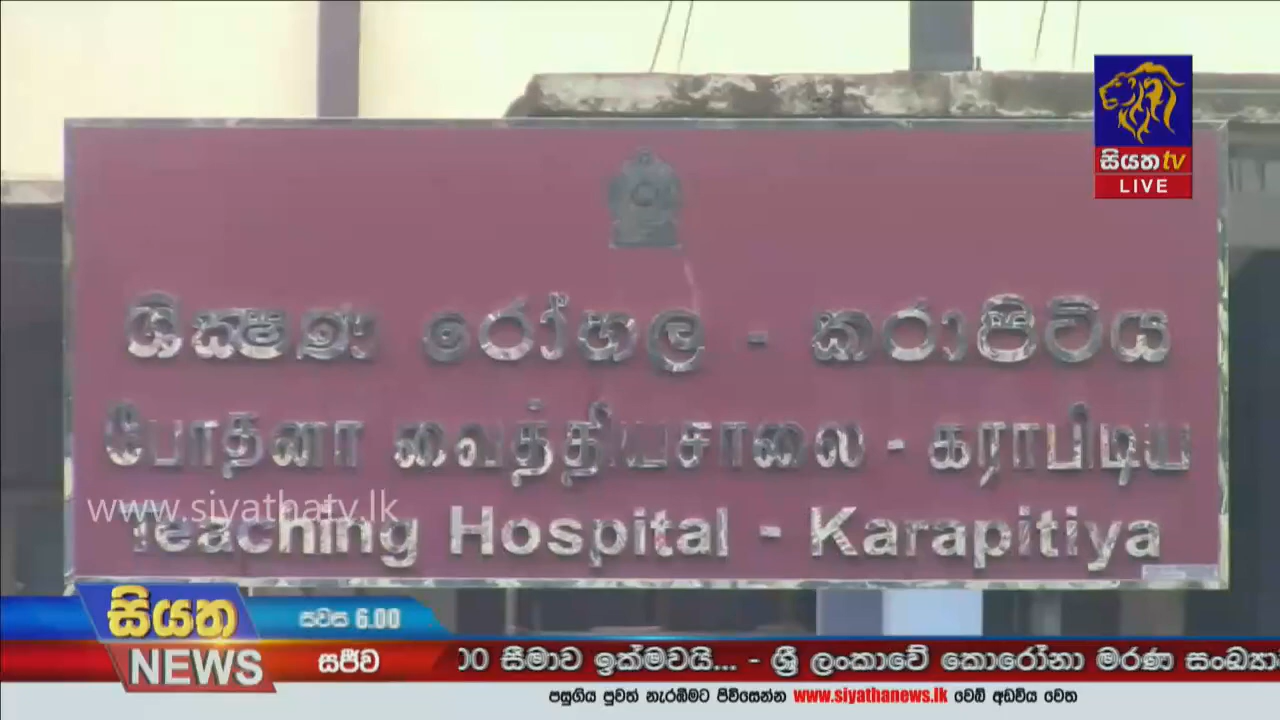 සියත tv
LIVE
ශික්ෂණ රෝහල - කරාපිටිය
போதனா வைத்தியசாலை - கராபிடிய
www.siyathatv.lk
Teaching Hospital - Karapitiya
සියත
NEWS
සවස 6.00
සජීව
00 සීමාව ඉක්මවයි... - ශ්‍රී ලංකාවේ කොරෝනා මරණ
පසුගිය පුවත් නැරඹීමට පිවිසෙන්න www.siyathanews.lk වෙබ් අඩවිය වෙත